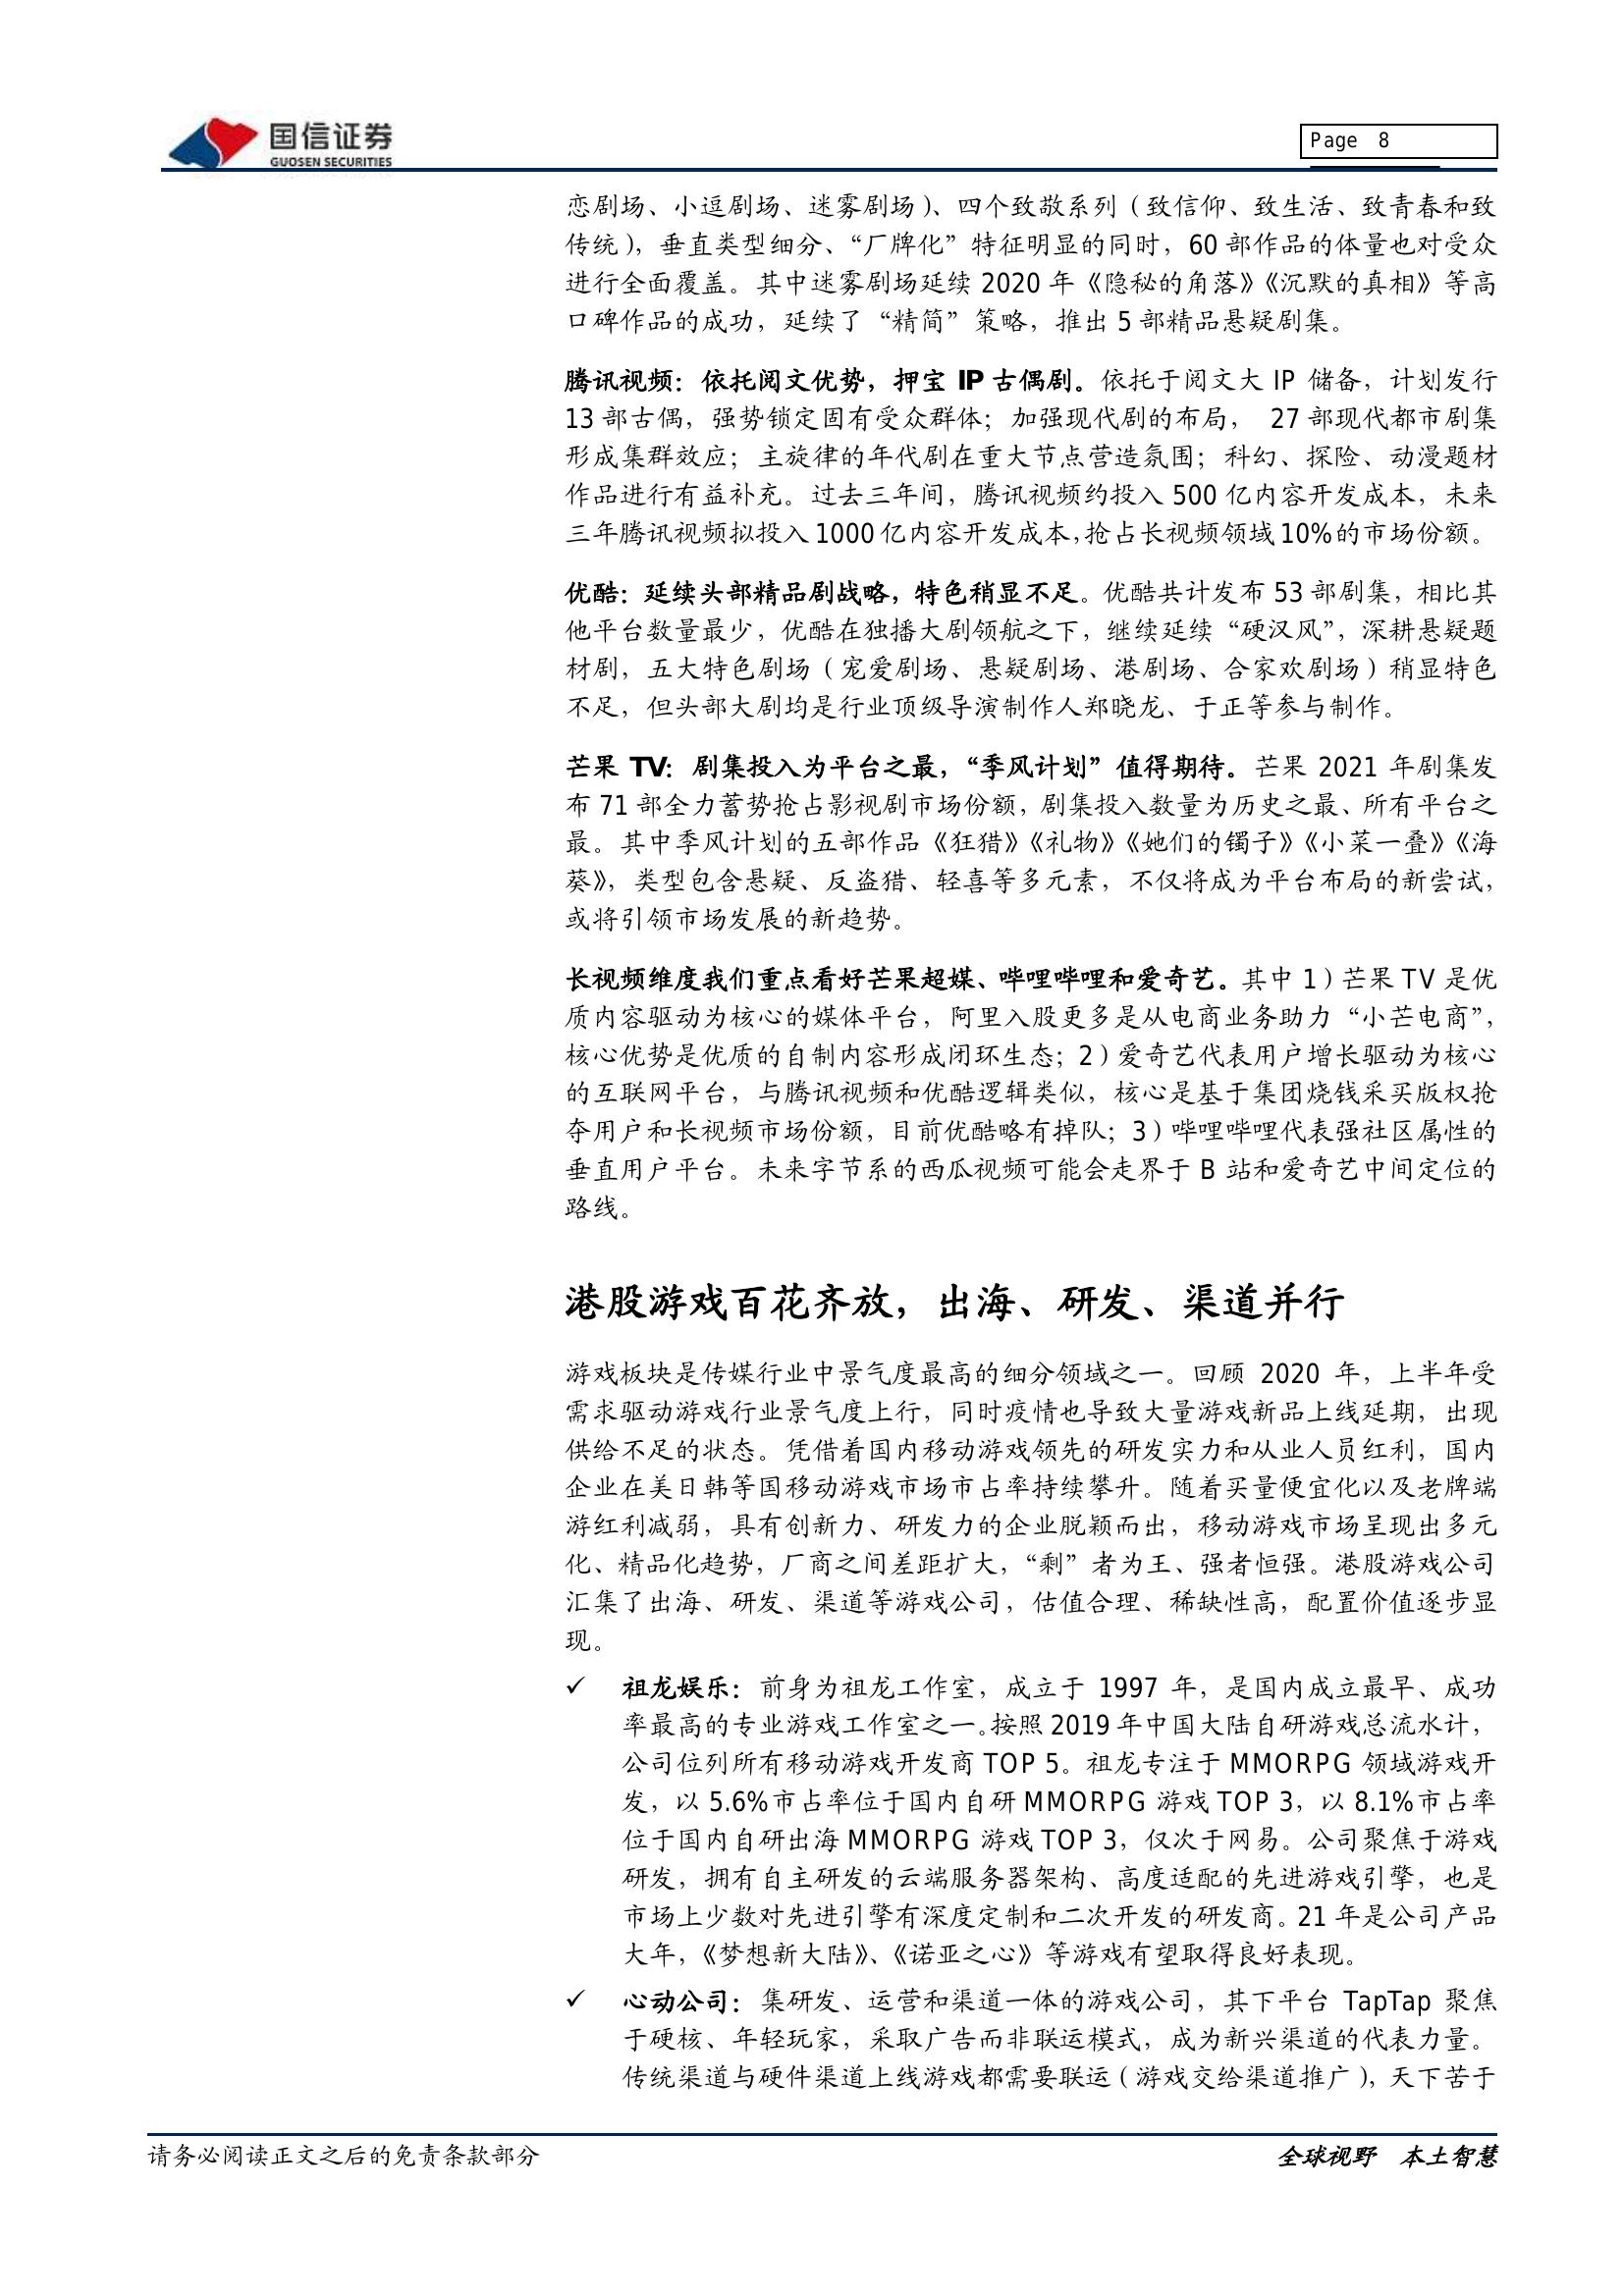 国信证券
GUOSEN SECURITIES
Page 8
恋剧场、小逗剧场、迷雾剧场）、四个致敬系列（致信仰、致生活、致青春和致
传统），垂直类型细分、“厂牌化”特征明显的同时，60 部作品的体量也对受众
进行全面覆盖。其中迷雾剧场延续 2020 年《隐秘的角落》《沉默的真相》等高
口碑作品的成功，延续了“精简”策略，推出 5 部精品悬疑剧集。
腾讯视频：依托阅文优势，押宝 IP 古偶剧。依托于阅文大 IP 储备，计划发行
13 部古偶，强势锁定固有受众群体；加强现代剧的布局， 27 部现代都市剧集
形成集群效应；主旋律的年代剧在重大节点营造氛围；科幻、探险、动漫题材
作品进行有益补充。过去三年间，腾讯视频约投入 500 亿内容开发成本，未来
三年腾讯视频拟投入 1000 亿内容开发成本，抢占长视频领域 10%的市场份额。
优酷：延续头部精品剧战略，特色稍显不足。优酷共计发布 53 部剧集，相比其
他平台数量最少，优酷在独播大剧领航之下，继续延续“硬汉风”，深耕悬疑题
材剧，五大特色剧场（宠爱剧场、悬疑剧场、港剧场、合家欢剧场）稍显特色
不足，但头部大剧均是行业顶级导演制作人郑晓龙、于正等参与制作。
芒果 TV：剧集投入为平台之最，“季风计划”值得期待。芒果 2021 年剧集发
布 71 部全力蓄势抢占影视剧市场份额，剧集投入数量为历史之最、所有平台之
最。其中季风计划的五部作品《狂猎》《礼物》《她们的镯子》《小菜一叠》《海
葵》，类型包含悬疑、反盗猎、轻喜等多元素，不仅将成为平台布局的新尝试，
或将引领市场发展的新趋势。
长视频维度我们重点看好芒果超媒、哔哩哔哩和爱奇艺。其中 1）芒果 TV 是优
质内容驱动为核心的媒体平台，阿里入股更多是从电商业务助力“小芒电商”，
核心优势是优质的自制内容形成闭环生态；2）爱奇艺代表用户增长驱动为核心
的互联网平台，与腾讯视频和优酷逻辑类似，核心是基于集团烧钱采买版权抢
夺用户和长视频市场份额，目前优酷略有掉队；3）哔哩哔哩代表强社区属性的
垂直用户平台。未来字节系的西瓜视频可能会走界于 B 站和爱奇艺中间定位的
路线。
港股游戏百花齐放，出海、研发、渠道并行
游戏板块是传媒行业中景气度最高的细分领域之一。回顾 2020 年，上半年受
需求驱动游戏行业景气度上行，同时疫情也导致大量游戏新品上线延期，出现
供给不足的状态。凭借着国内移动游戏领先的研发实力和从业人员红利，国内
企业在美日韩等国移动游戏市场市占率持续攀升。随着买量便宜化以及老牌端
游红利减弱，具有创新力、研发力的企业脱颖而出，移动游戏市场呈现出多元
化、精品化趋势，厂商之间差距扩大，“剩”者为王、强者恒强。港股游戏公司
汇集了出海、研发、渠道等游戏公司，估值合理、稀缺性高，配置价值逐步显
现。
✓ 祖龙娱乐：前身为祖龙工作室，成立于 1997 年，是国内成立最早、成功
率最高的专业游戏工作室之一。按照 2019 年中国大陆自研游戏总流水计，
公司位列所有移动游戏开发商 TOP 5。祖龙专注于 MMORPG 领域游戏开
发，以 5.6%市占率位于国内自研 MMORPG 游戏 TOP 3，以 8.1%市占率
位于国内自研出海 MMORPG 游戏 TOP 3，仅次于网易。公司聚焦于游戏
研发，拥有自主研发的云端服务器架构、高度适配的先进游戏引擎，也是
市场上少数对先进引擎有深度定制和二次开发的研发商。21 年是公司产品
大年，《梦想新大陆》、《诺亚之心》等游戏有望取得良好表现。
✓ 心动公司：集研发、运营和渠道一体的游戏公司，其下平台 TapTap 聚焦
于硬核、年轻玩家，采取广告而非联运模式，成为新兴渠道的代表力量。
传统渠道与硬件渠道上线游戏都需要联运（游戏交给渠道推广），天下苦于
请务必阅读正文之后的免责条款部分
全球视野 本土智慧